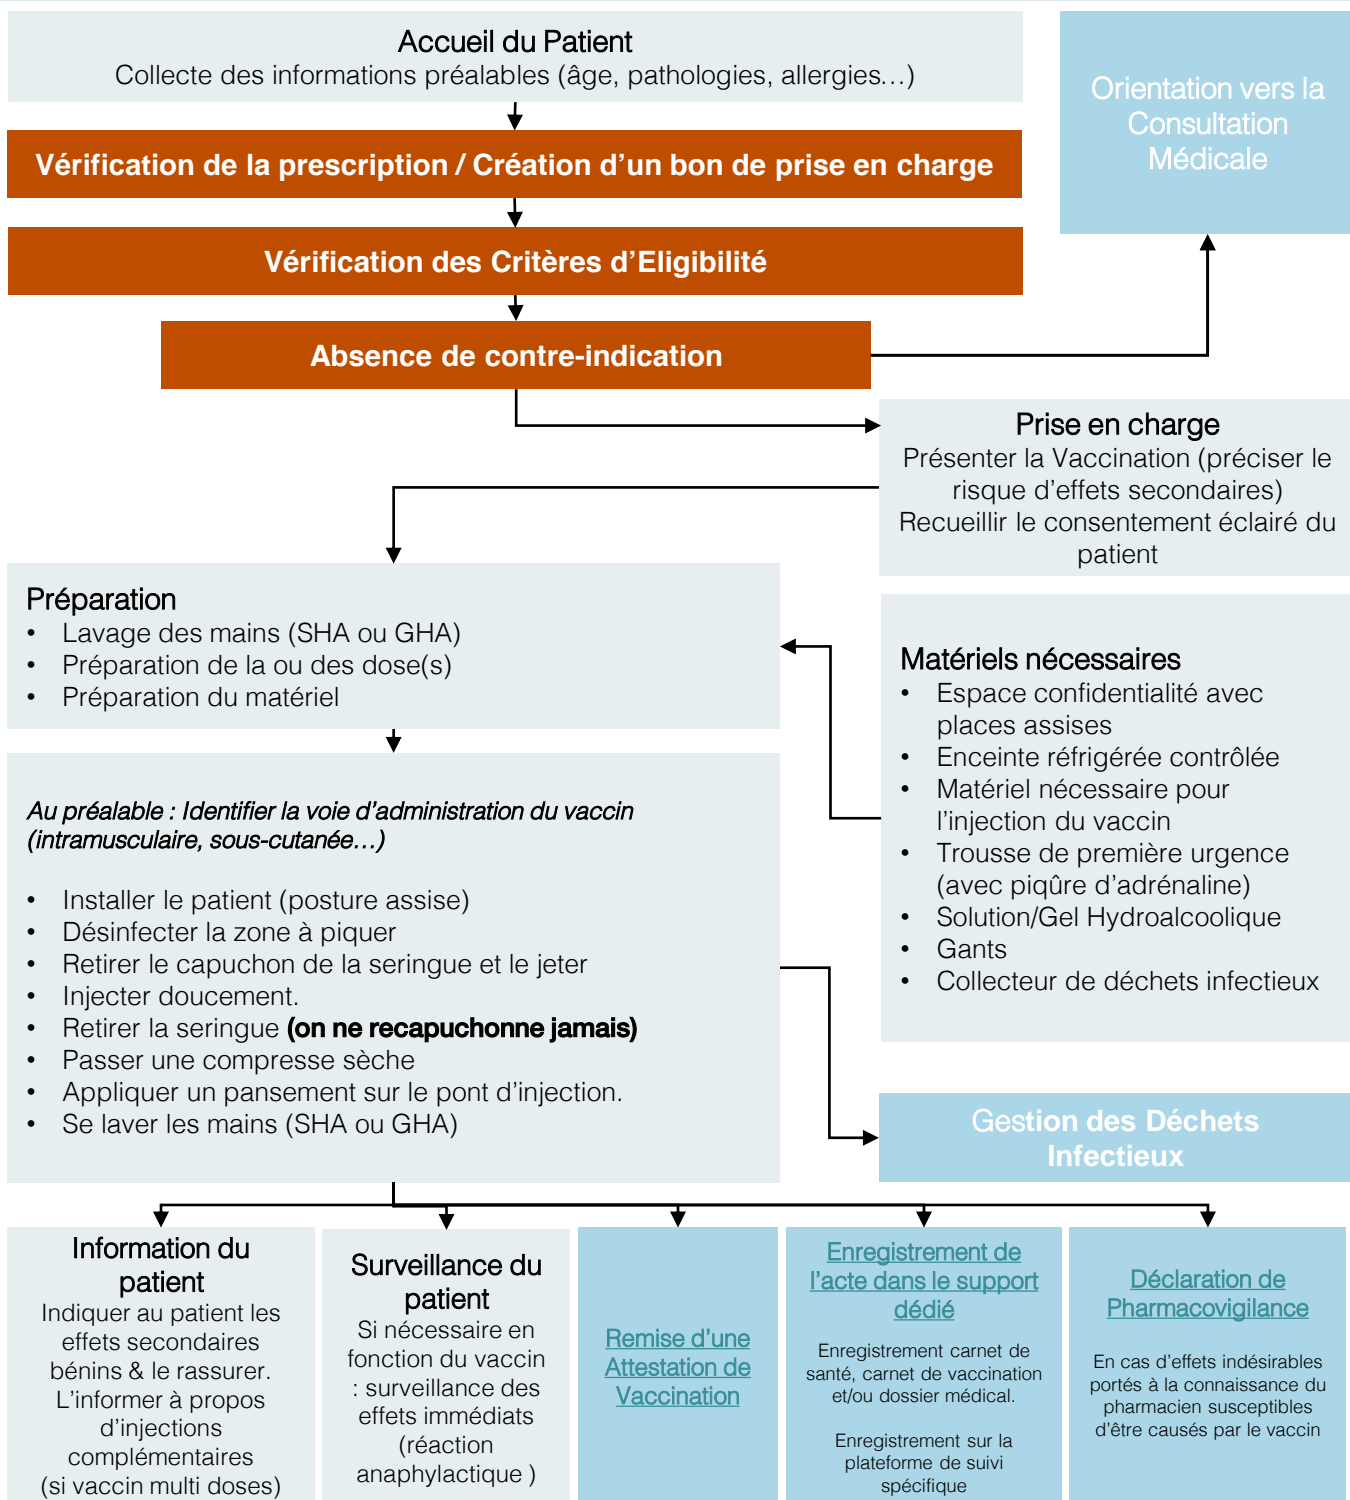 Accueil du Patient
Collecte des informations préalables (âge, pathologies, allergies…)
Orientation vers la
Consultation
Médicale
Vérification de la prescription / Création d’un bon de prise en charge
Vérification des Critères d’Eligibilité
Absence de contre-indication
Prise en charge
Présenter la Vaccination (préciser le
risque d’effets secondaires)
Recueillir le consentement éclairé du
patient
Préparation
• Lavage des mains (SHA ou GHA)
• Préparation de la ou des dose(s)
• Préparation du matériel
Matériels nécessaires
• Espace confidentialité avec
places assises
• Enceinte réfrigérée contrôlée
• Matériel nécessaire pour
l’injection du vaccin
• Trousse de première urgence
(avec piqûre d’adrénaline)
• Solution/Gel Hydroalcoolique
• Gants
• Collecteur de déchets infectieux
Au préalable : Identifier la voie d’administration du vaccin
(intramusculaire, sous-cutanée…)
• Installer le patient (posture assise)
• Désinfecter la zone à piquer
• Retirer le capuchon de la seringue et le jeter
• Injecter doucement.
• Retirer la seringue (on ne recapuchonne jamais)
• Passer une compresse sèche
• Appliquer un pansement sur le pont d’injection.
• Se laver les mains (SHA ou GHA)
Gestion des Déchets
Infectieux
Information du
patient
Indiquer au patient les
effets secondaires
bénins & le rassurer.
L’informer à propos
d’injections
complémentaires
(si vaccin multi doses)
Surveillance du
patient
Si nécessaire en
fonction du vaccin
: surveillance des
effets immédiats
(réaction
anaphylactique )
Remise d’une
Attestation de
Vaccination
Enregistrement de
l’acte dans le support
dédié
Enregistrement carnet de
santé, carnet de vaccination
et/ou dossier médical.
Enregistrement sur la
plateforme de suivi
spécifique
Déclaration de
Pharmacovigilance
En cas d’effets indésirables
portés à la connaissance du
pharmacien susceptibles
d’être causés par le vaccin